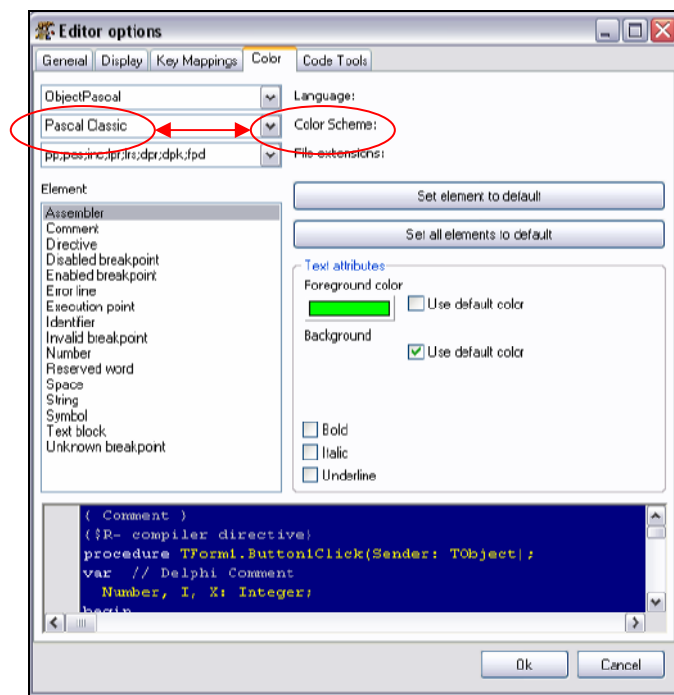 Editor options
General Display Key Mappings Color Code Tools
ObjectPascal Language:
Pascal Classic Color Scheme:
pp;pas;inc;lpr;lrs;dpr;dpk;fpd File extensions:
Element
Set element to default
Assembler
Comment
Set all elements to default
Directive
Disabled breakpoint
Enabled breakpoint
Error line
Execution point
Identifier
Invalid breakpoint
Number
Reserved word
Space
String
Symbol
Text block
Unknown breakpoint
Text attributes
Foreground color
Use default color
Background
Use default color
Bold
Italic
Underline
{ Comment }
{$R- compiler directive}
procedure TForm1.Button1Click(Sender: TObject);
var // Delphi Comment
Number, I, X: Integer;
begin
Ok Cancel